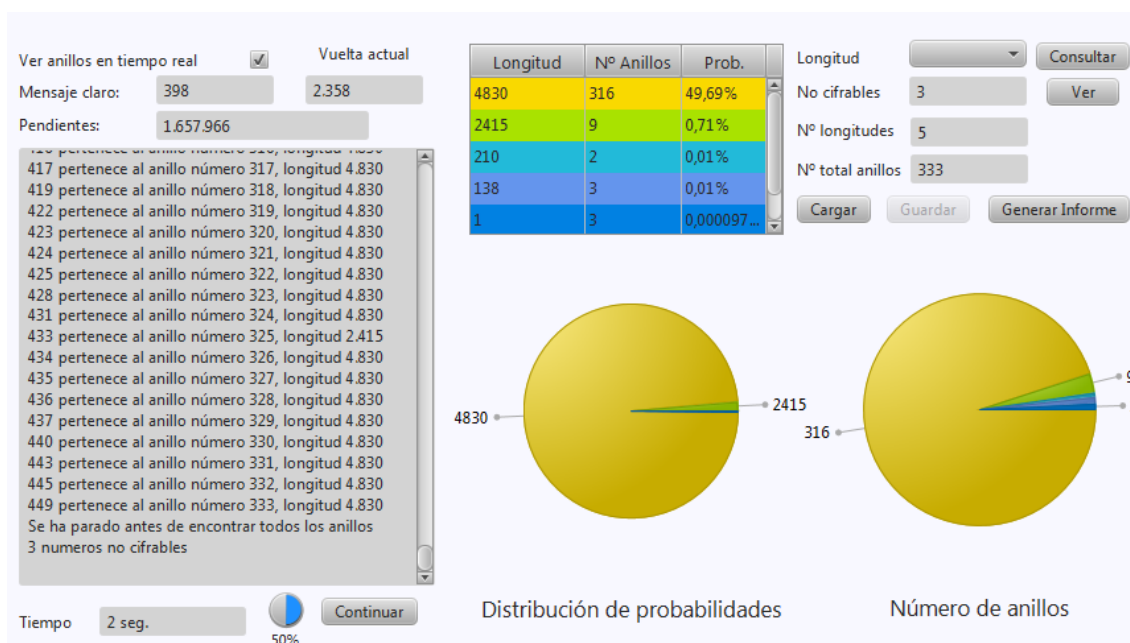 Ver anillos en tiempo real
Vuelta actual
Mensaje claro:
398
2.358
Pendientes:
1.657.966
417 pertenece al anillo número 317, longitud 4.830
419 pertenece al anillo número 318, longitud 4.830
422 pertenece al anillo número 319, longitud 4.830
423 pertenece al anillo número 320, longitud 4.830
424 pertenece al anillo número 321, longitud 4.830
425 pertenece al anillo número 322, longitud 4.830
428 pertenece al anillo número 323, longitud 4.830
431 pertenece al anillo número 324, longitud 4.830
433 pertenece al anillo número 325, longitud 2.415
434 pertenece al anillo número 326, longitud 4.830
435 pertenece al anillo número 327, longitud 4.830
436 pertenece al anillo número 328, longitud 4.830
437 pertenece al anillo número 329, longitud 4.830
440 pertenece al anillo número 330, longitud 4.830
443 pertenece al anillo número 331, longitud 4.830
445 pertenece al anillo número 332, longitud 4.830
449 pertenece al anillo número 333, longitud 4.830
Se ha parado antes de encontrar todos los anillos
3 numeros no cifrables
Tiempo
2 seg.
50%
Continuar
Longitud Nº Anillos Prob.
4830 316 49,69%
2415 9 0,71%
210 2 0,01%
138 3 0,01%
1 3 0,000097...
Longitud
Consultar
No cifrables
3
Ver
Nº longitudes
5
Nº total anillos
333
Cargar
Guardar
Generar Informe
4830
2415
Distribución de probabilidades
316
9
Número de anillos